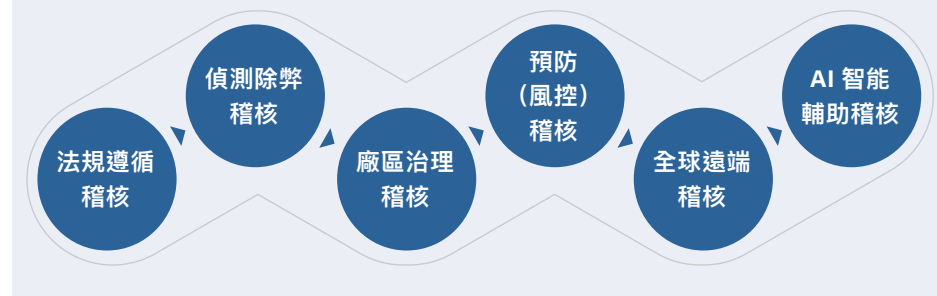 法規遵循
稽核
偵測除弊
稽核
廠區治理
稽核
預防
（風控）
稽核
全球遠端
稽核
AI 智能
輔助稽核